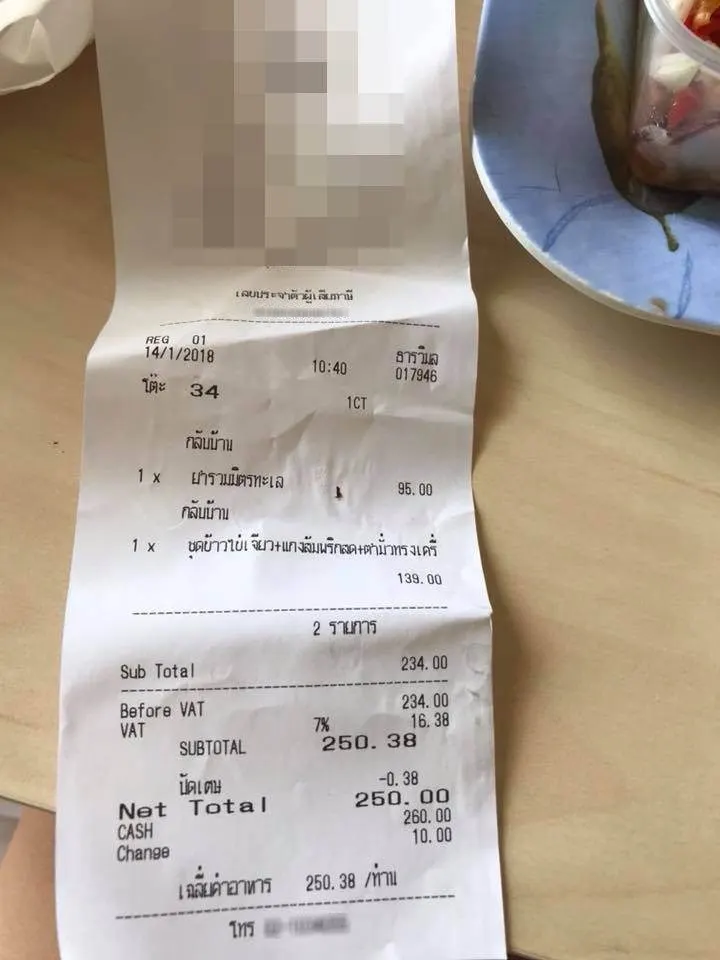 เลขประจำตัวผู้เสียภาษี
REG 01 ธารวิมล
14/1/2018 10:40 017946
โต๊ะ 34
1CT
กลับบ้าน
1 x ยำรวมมิตรทะเล 95.00
กลับบ้าน
1 x ชุดข้าวไข่เจียว+แกงส้มพริกสด+ตำมั่วทรงเครื่
139.00
2 รายการ
Sub Total 234.00
Before VAT 234.00
VAT 7% 16.38
SUBTOTAL 250.38
ปัดเศษ -0.38
Net Total 250.00
CASH 260.00
Change 10.00
เฉลี่ยค่าอาหาร 250.38 /ท่าน
โทร